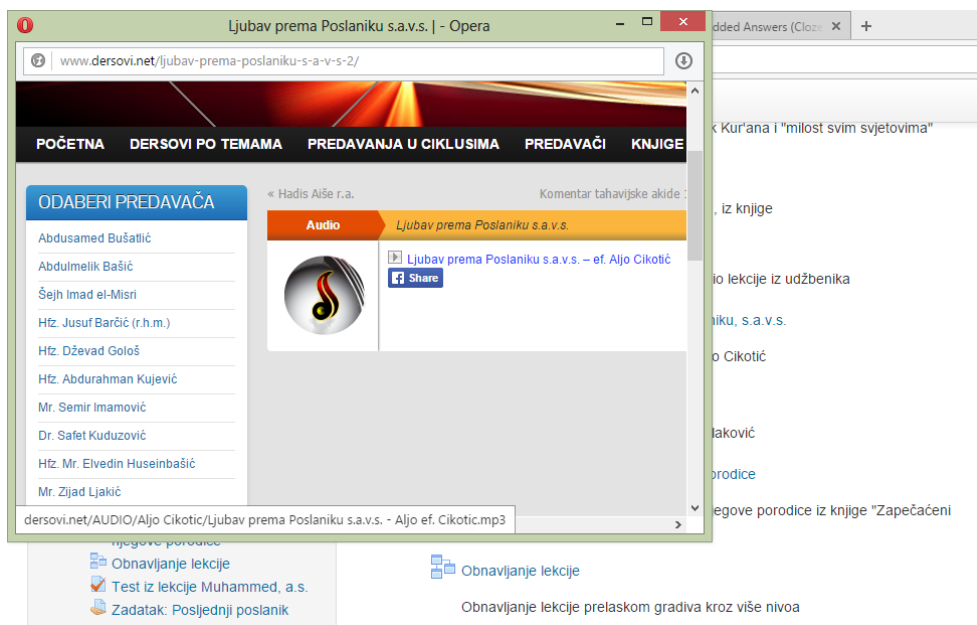 Ljubav prema Poslaniku s.a.v.s. | - Opera
www.dersovi.net/ljubav-prema-poslaniku-s-a-v-s-2/
POČETNA DERSOVI PO TEMAMA PREDAVANJA U CIKLUSIMA PREDAVAČI KNJIGE
ODABERI PREDAVAČA
Abdusamed Bušatlić
Abdulmelik Bašić
Šejh Imad el-Misri
Hfz. Jusuf Barčić (r.h.m.)
Hfz. Dževad Gološ
Hfz. Abdurahman Kujević
Mr. Semir Imamović
Dr. Safet Kuduzović
Hfz. Mr. Elvedin Huseinbašić
Mr. Zijad Ljakić
« Hadis Aiše r.a. Komentar tahavijske akide
Audio Ljubav prema Poslaniku s.a.v.s.
Ljubav prema Poslaniku s.a.v.s. – ef. Aljo Cikotić
f Share
dersovi.net/AUDIO/Aljo Cikotic/Ljubav prema Poslaniku s.a.v.s. - Aljo ef. Cikotic.mp3
dded Answers (Cloze
k Kur'ana i "milost svim svjetovima"
, iz knjige
io lekcije iz udžbenika
iku, s.a.v.s.
o Cikotić
laković
porodice
jegove porodice iz knjige "Zapečaćeni
njegove porodice
Obnavljanje lekcije
Test iz lekcije Muhammed, a.s.
Zadatak: Posljednji poslanik
Obnavljanje lekcije
Obnavljanje lekcije prelaskom gradiva kroz više nivoa